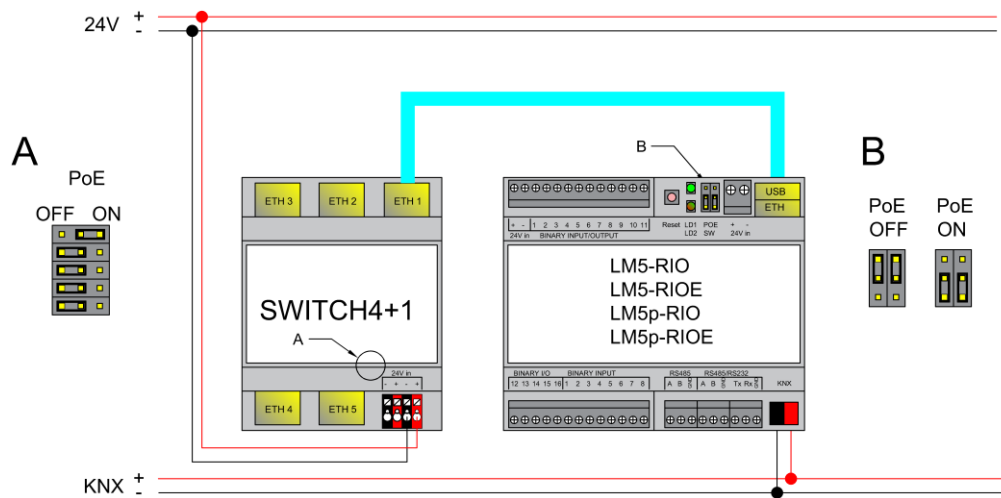 +
24V
-
A
PoE
OFF ON
ETH 3 ETH 2 ETH 1
SWITCH4+1
A
24V in
- + - +
ETH 4 ETH 5
B
USB
ETH
+ - 1 2 3 4 5 6 7 8 9 10 11
24V in BINARY INPUT/OUTPUT
Reset LD1 POE + -
LD2 SW 24V in
LM5-RIO
LM5-RIOE
LM5p-RIO
LM5p-RIOE
BINARY I/O BINARY INPUT RS485 RS485/RS232
12 13 14 15 16 1 2 3 4 5 6 7 8 A B GND A B GND Tx Rx GND KNX
B
PoE PoE
OFF ON
+
KNX
-